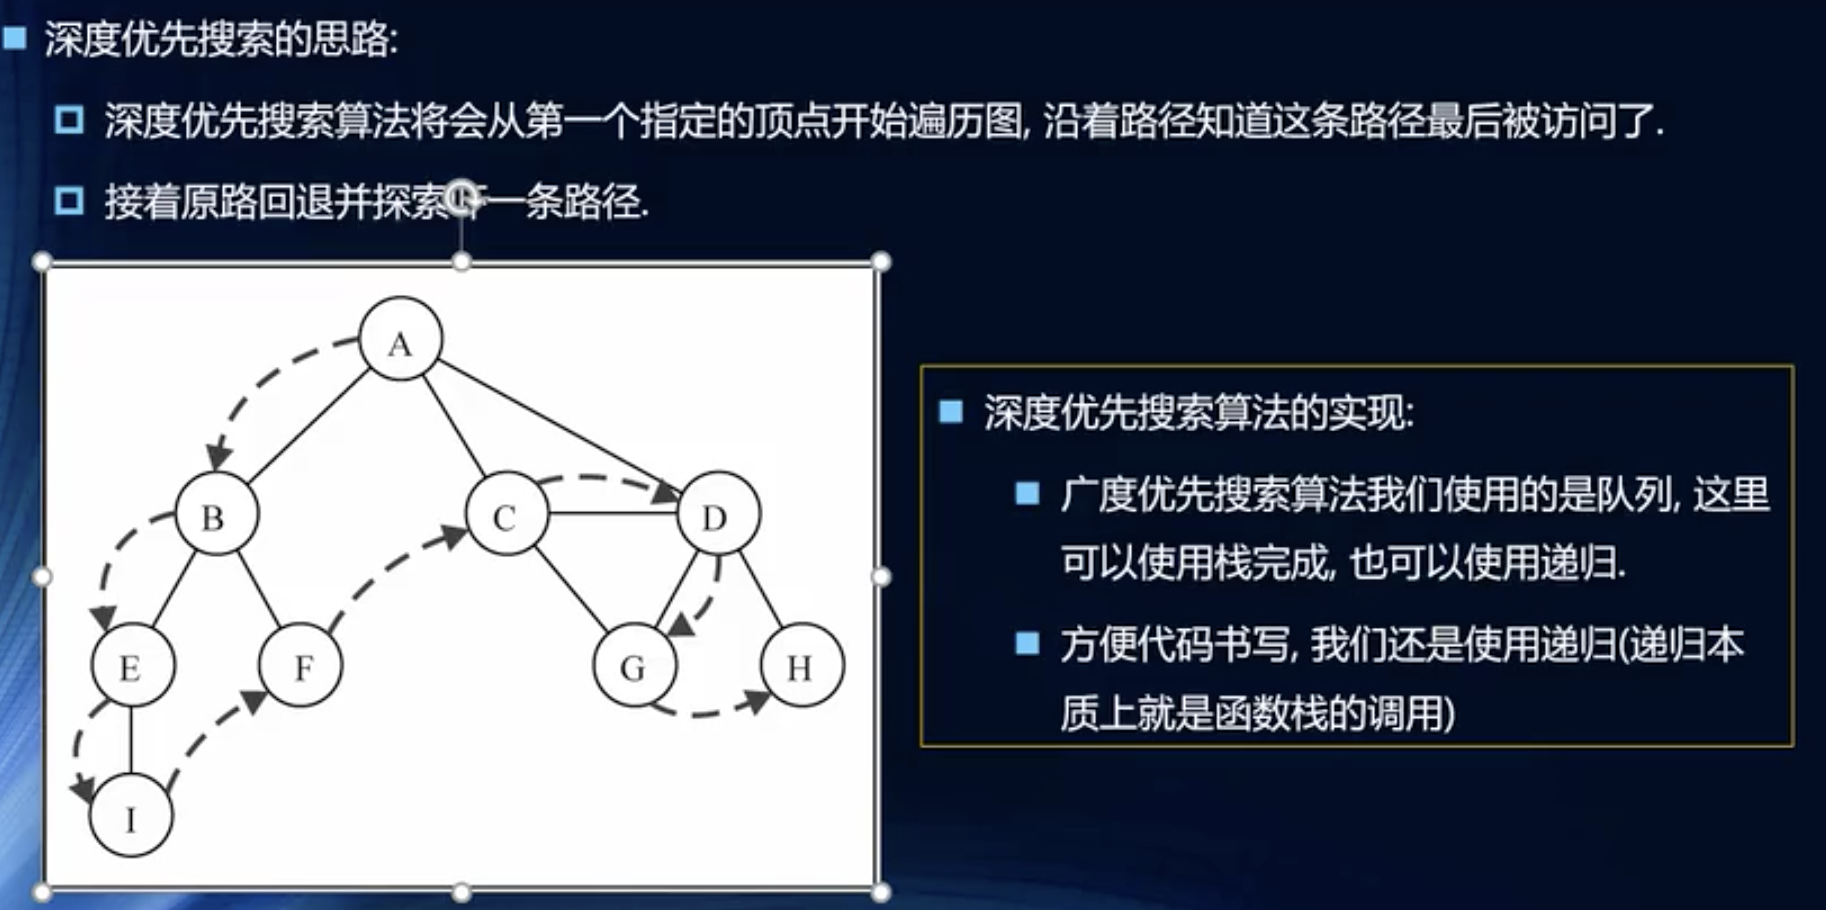 深度优先搜索的思路:
深度优先搜索算法将会从第一个指定的顶点开始遍历图, 沿着路径知道这条路径最后被访问了.
接着原路回退并探索下一条路径.
A
B
C
D
E
F
G
H
I
深度优先搜索算法的实现:
广度优先搜索算法我们使用的是队列, 这里
可以使用栈完成, 也可以使用递归.
方便代码书写, 我们还是使用递归(递归本
质上就是函数栈的调用)